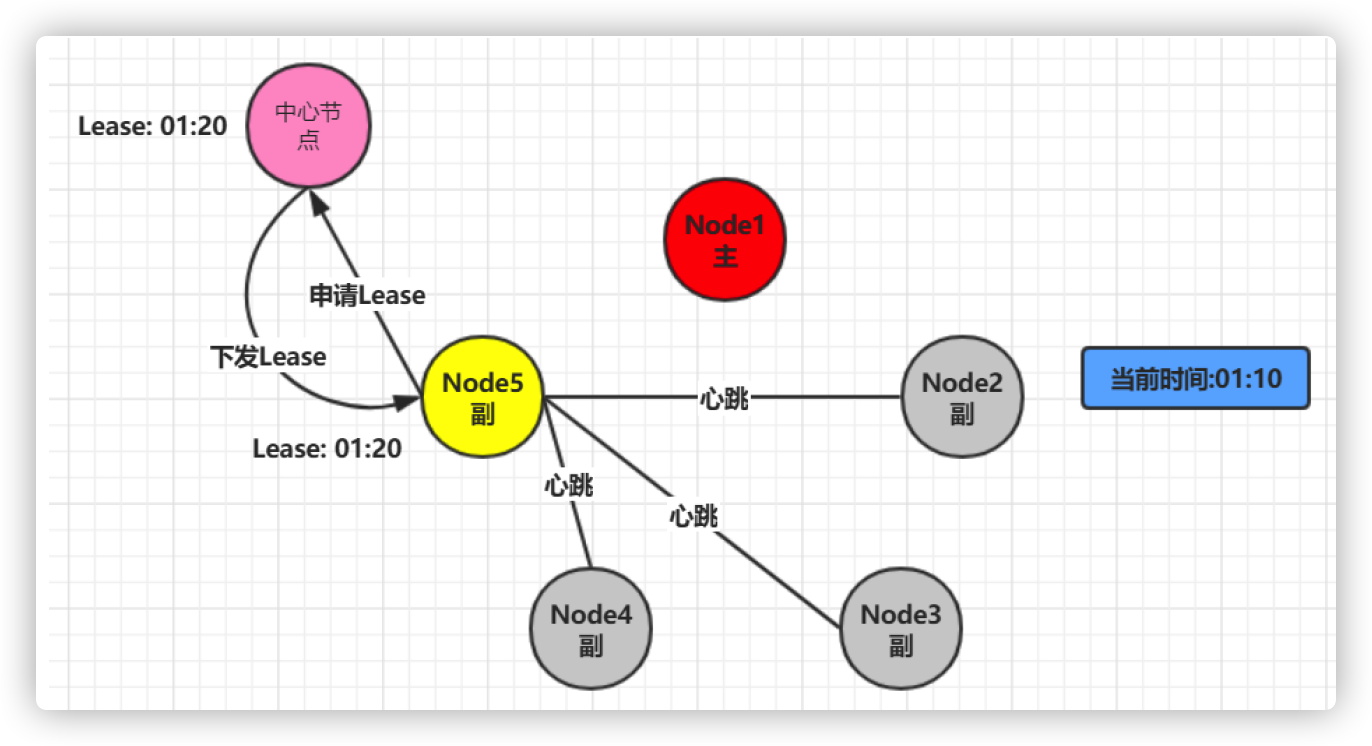 Lease: 01:20
中心节
点
Node1
主
申请Lease
下发Lease
Node5
副
心跳
Node2
副
当前时间:01:10
Lease: 01:20
心跳
心跳
Node4
副
Node3
副